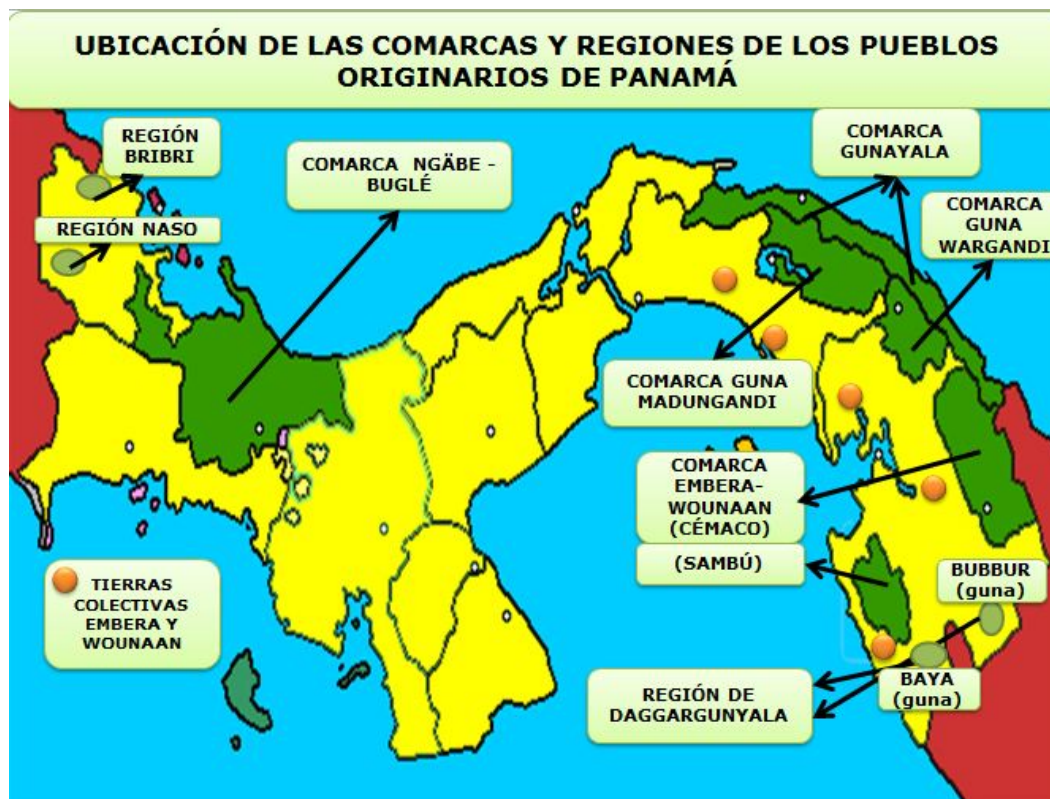 UBICACIÓN DE LAS COMARCAS Y REGIONES DE LOS PUEBLOS
ORIGINARIOS DE PANAMÁ
REGIÓN
BRIBRI
COMARCA NGÄBE -
BUGLÉ
COMARCA
GUNAYALA
COMARCA
GUNA
WARGANDI
REGIÓN NASO
COMARCA GUNA
MADUNGANDI
COMARCA
EMBERA-
WOUNAAN
(CÉMACO)
(SAMBÚ)
BUBBUR
(guna)
TIERRAS
COLECTIVAS
EMBERA Y
WOUNAAN
BAYA
(guna)
REGIÓN DE
DAGGARGUNYALA